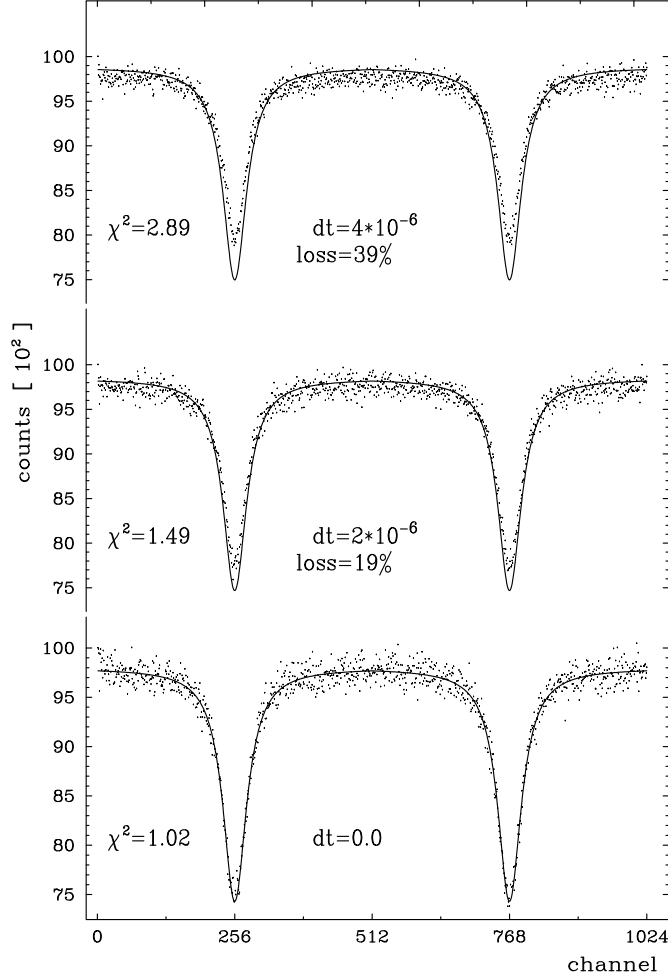 100
95
90
85
80
75
χ²=2.89
dt=4*10⁻⁶
loss=39%
counts [ 10² ]
100
95
90
85
80
75
χ²=1.49
dt=2*10⁻⁶
loss=19%
100
95
90
85
80
75
χ²=1.02
dt=0.0
0 256 512 768 1024
channel